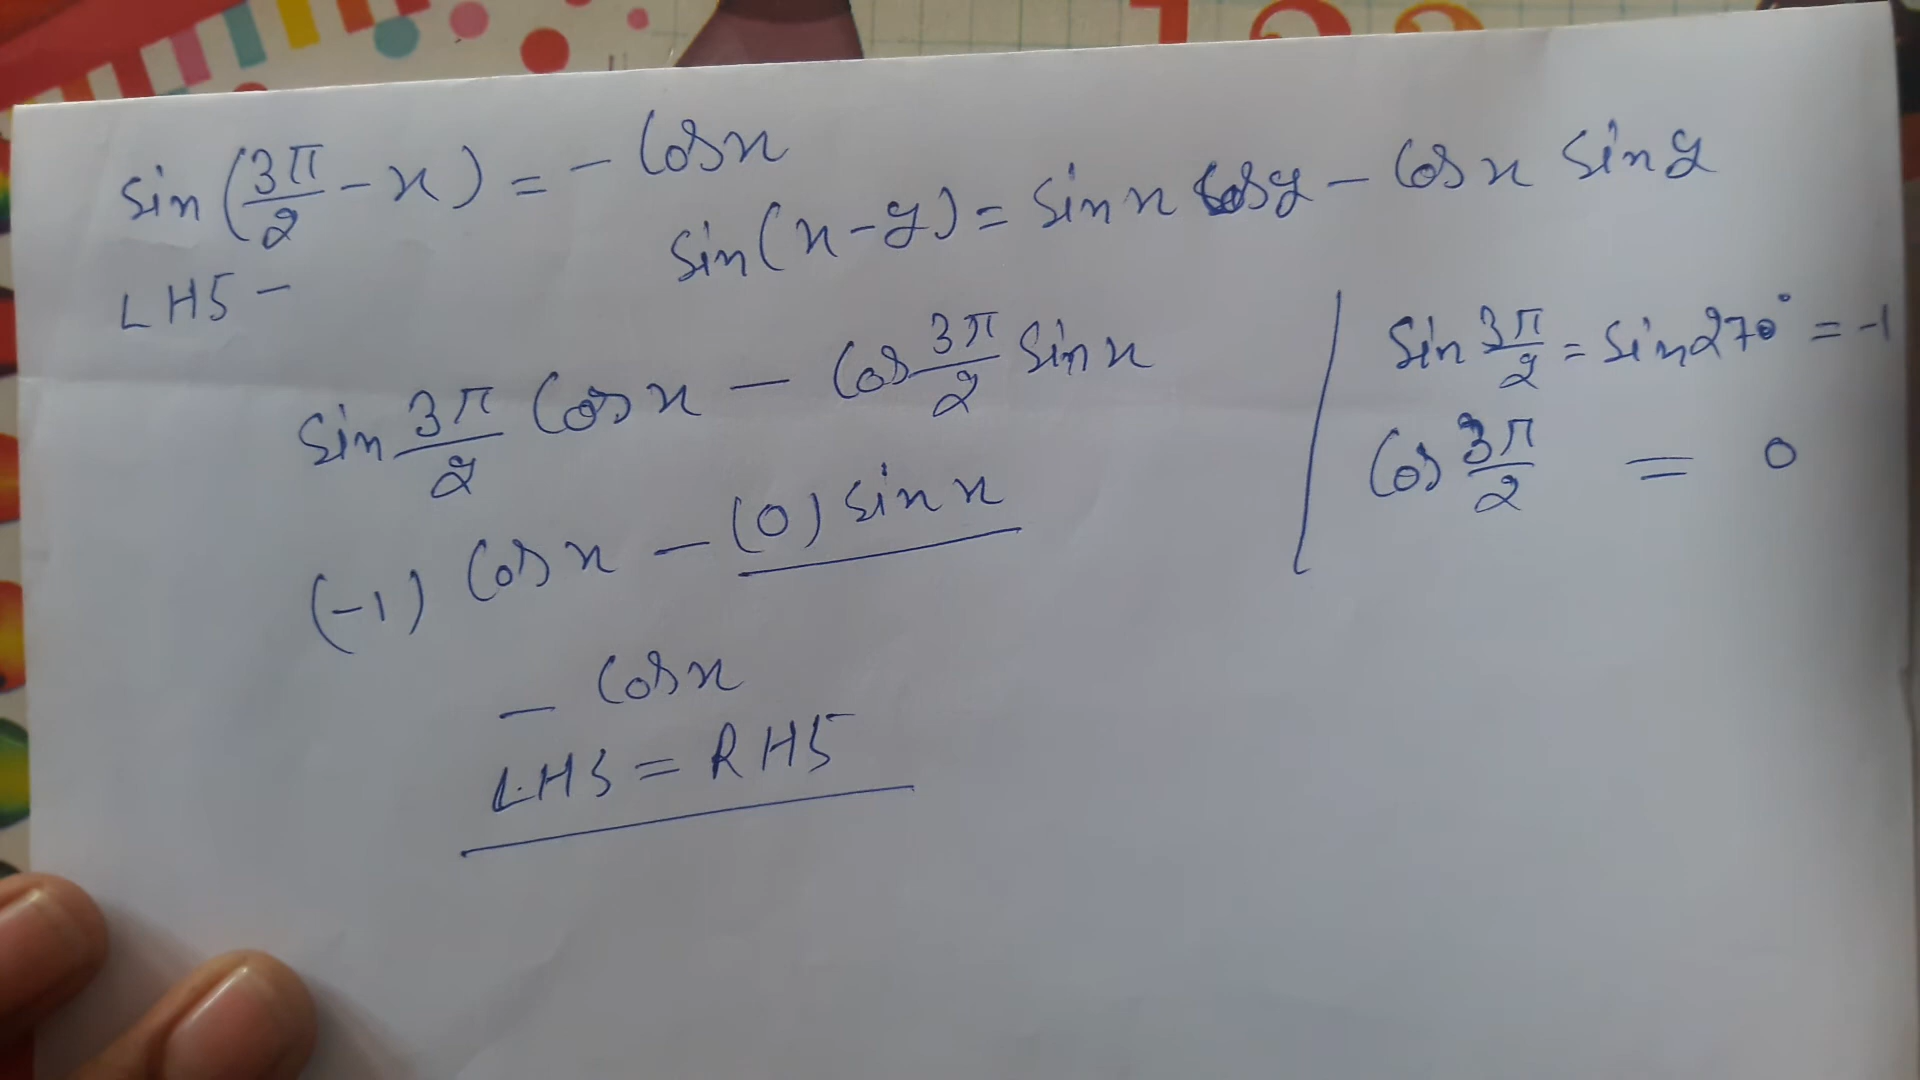 sin(3π/2 - x) = - cosx
sin(x-y) = sinx cosy - cosx siny
LHS -
sin 3π/2 cosx - cos 3π/2 sinx
sin 3π/2 = sin270° = -1
cos 3π/2 = 0
(-1) cosx - (0) sinx
- cosx
LHS = RHS